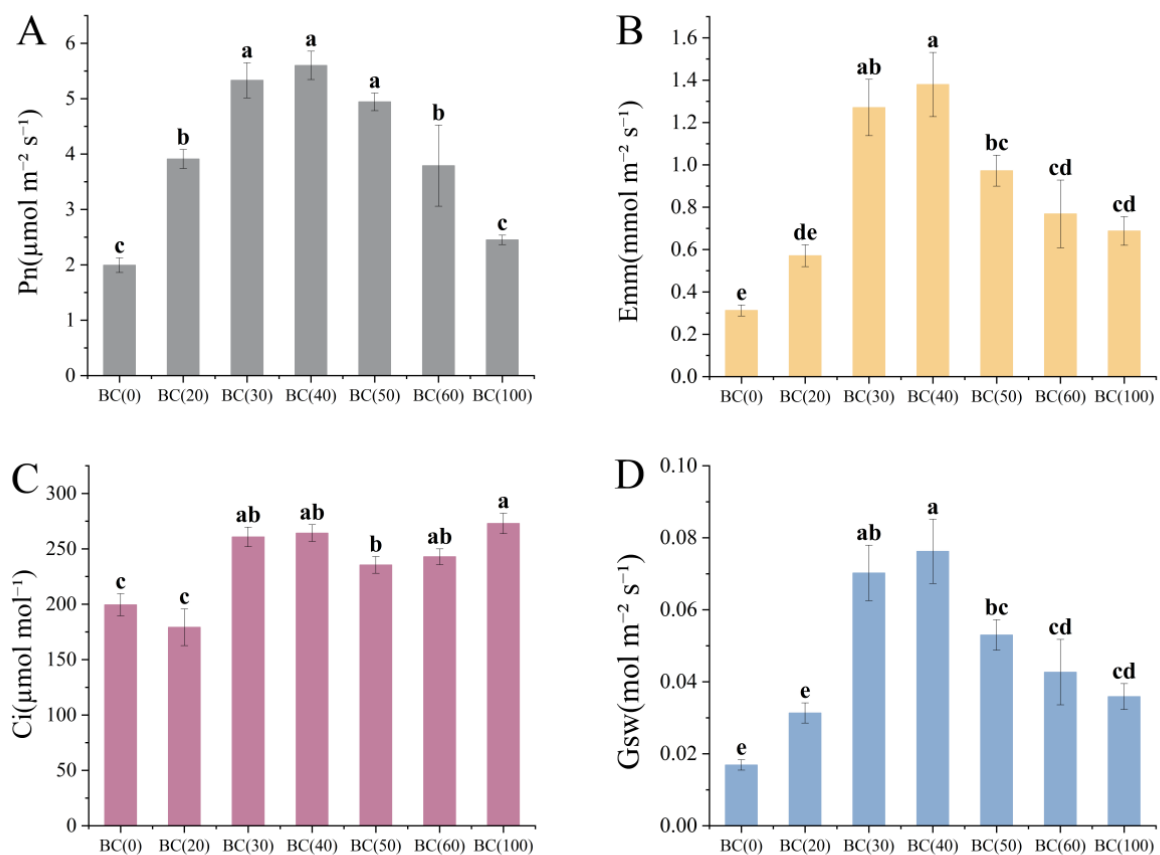 A
Pn(μmol m⁻² s⁻¹)
6
5
4
3
2
1
0
c
b
a
a
a
b
c
BC(0) BC(20) BC(30) BC(40) BC(50) BC(60) BC(100)
B
Emm(mmol m⁻² s⁻¹)
1.6
1.4
1.2
1.0
0.8
0.6
0.4
0.2
0.0
e
de
ab
a
bc
cd
cd
BC(0) BC(20) BC(30) BC(40) BC(50) BC(60) BC(100)
C
Ci(μmol mol⁻¹)
300
250
200
150
100
50
0
c
c
ab
ab
b
ab
a
BC(0) BC(20) BC(30) BC(40) BC(50) BC(60) BC(100)
D
Gsw(mol m⁻² s⁻¹)
0.10
0.08
0.06
0.04
0.02
0.00
e
e
ab
a
bc
cd
cd
BC(0) BC(20) BC(30) BC(40) BC(50) BC(60) BC(100)